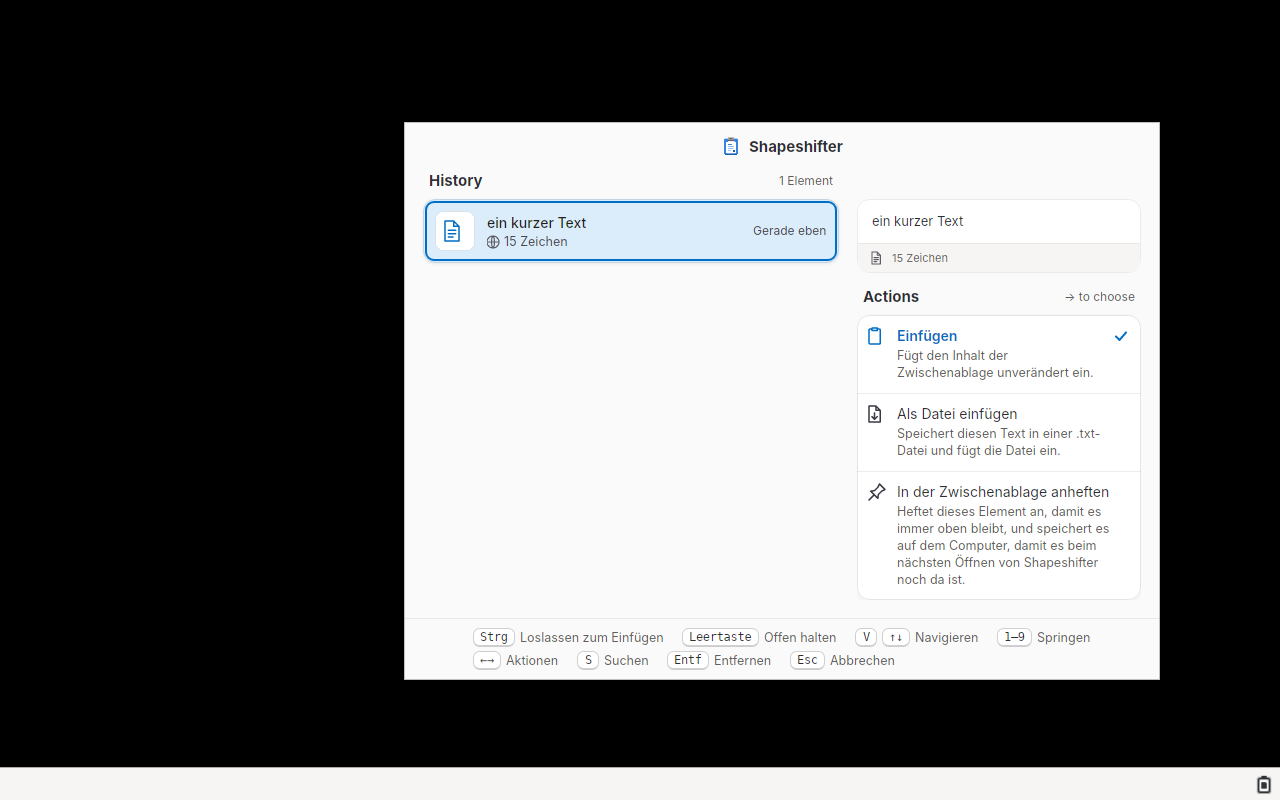 Shapeshifter
History
1 Element
ein kurzer Text
15 Zeichen
Gerade eben
ein kurzer Text
15 Zeichen
Actions
→ to choose
Einfügen
Fügt den Inhalt der
Zwischenablage unverändert ein.
Als Datei einfügen
Speichert diesen Text in einer .txt-
Datei und fügt die Datei ein.
In der Zwischenablage anheften
Heftet dieses Element an, damit es
immer oben bleibt, und speichert es
auf dem Computer, damit es beim
nächsten Öffnen von Shapeshifter
noch da ist.
Strg Loslassen zum Einfügen Leertaste Offen halten V ↑↓ Navigieren 1–9 Springen
←→ Aktionen S Suchen Entf Entfernen Esc Abbrechen